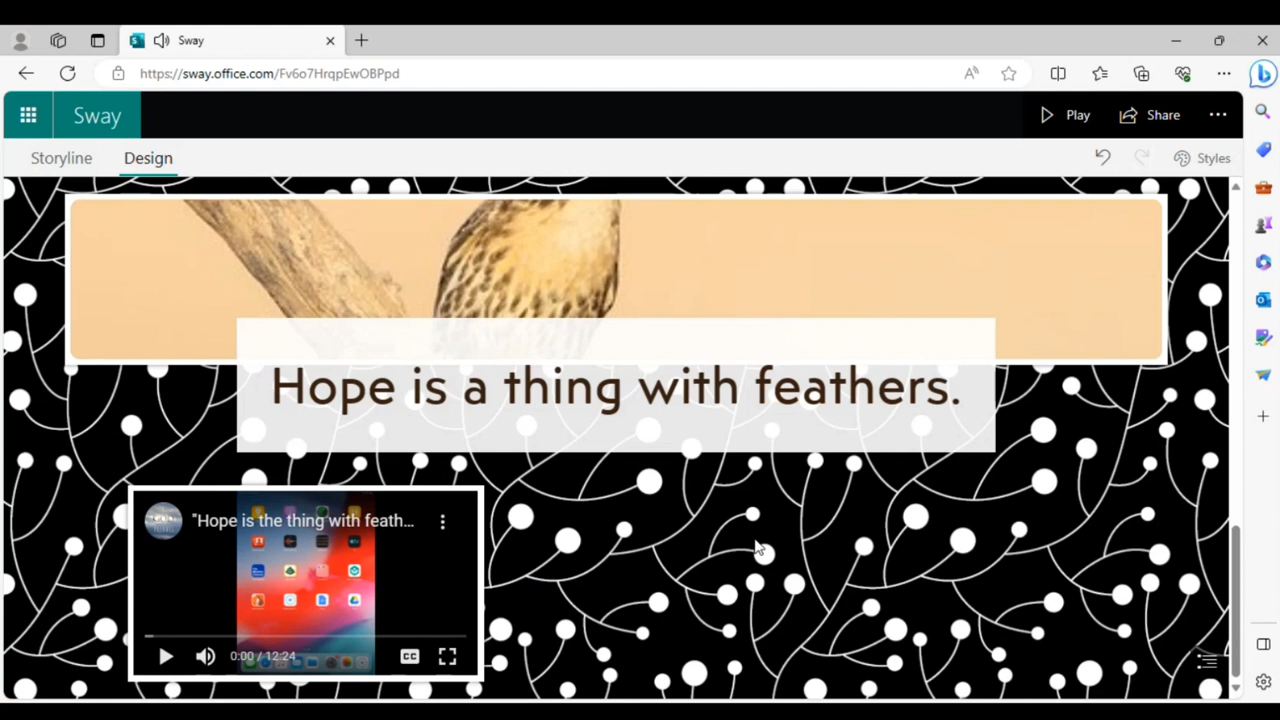 Sway
https://sway.office.com/Fv6o7HrqpEwOBPpd
Sway
Play
Share
Storyline
Design
Styles
Hope is a thing with feathers.
"Hope is the thing with feath...
0:00 / 12:24
CC